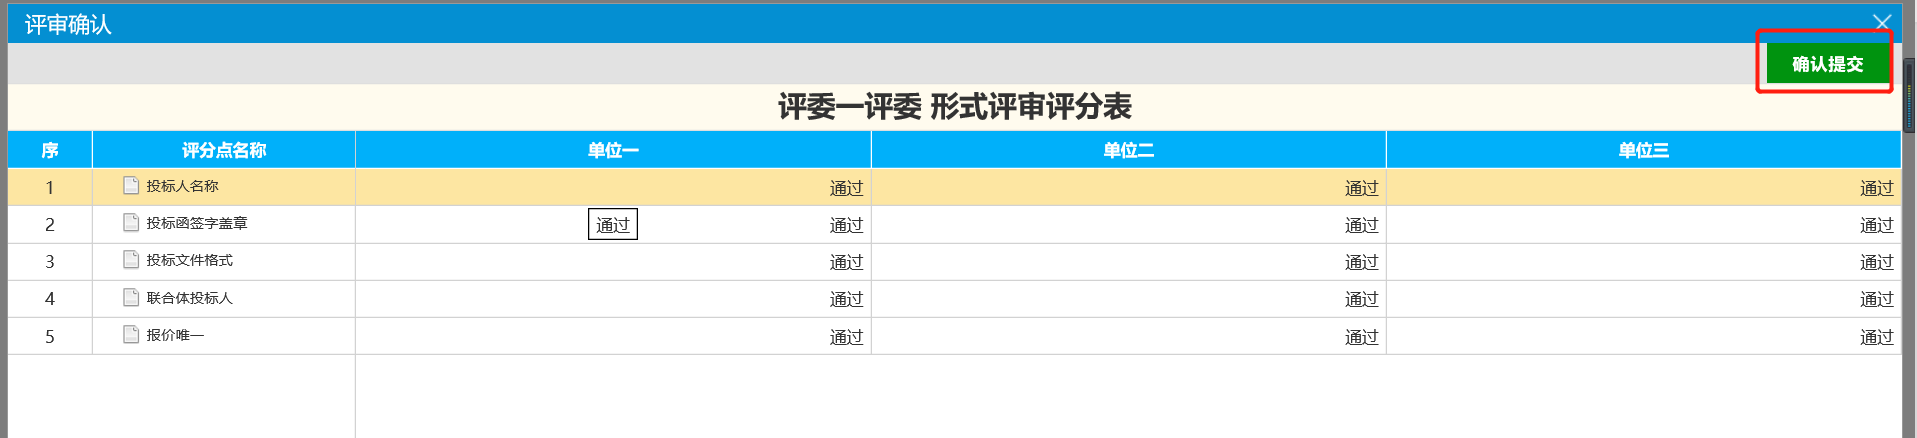 评审确认
确认提交
评委一评委 形式评审评分表
序 评分点名称 单位一 单位二 单位三
1 投标人名称 通过 通过 通过
2 投标函签字盖章 通过 通过 通过 通过
3 投标文件格式 通过 通过 通过
4 联合体投标人 通过 通过 通过
5 报价唯一 通过 通过 通过